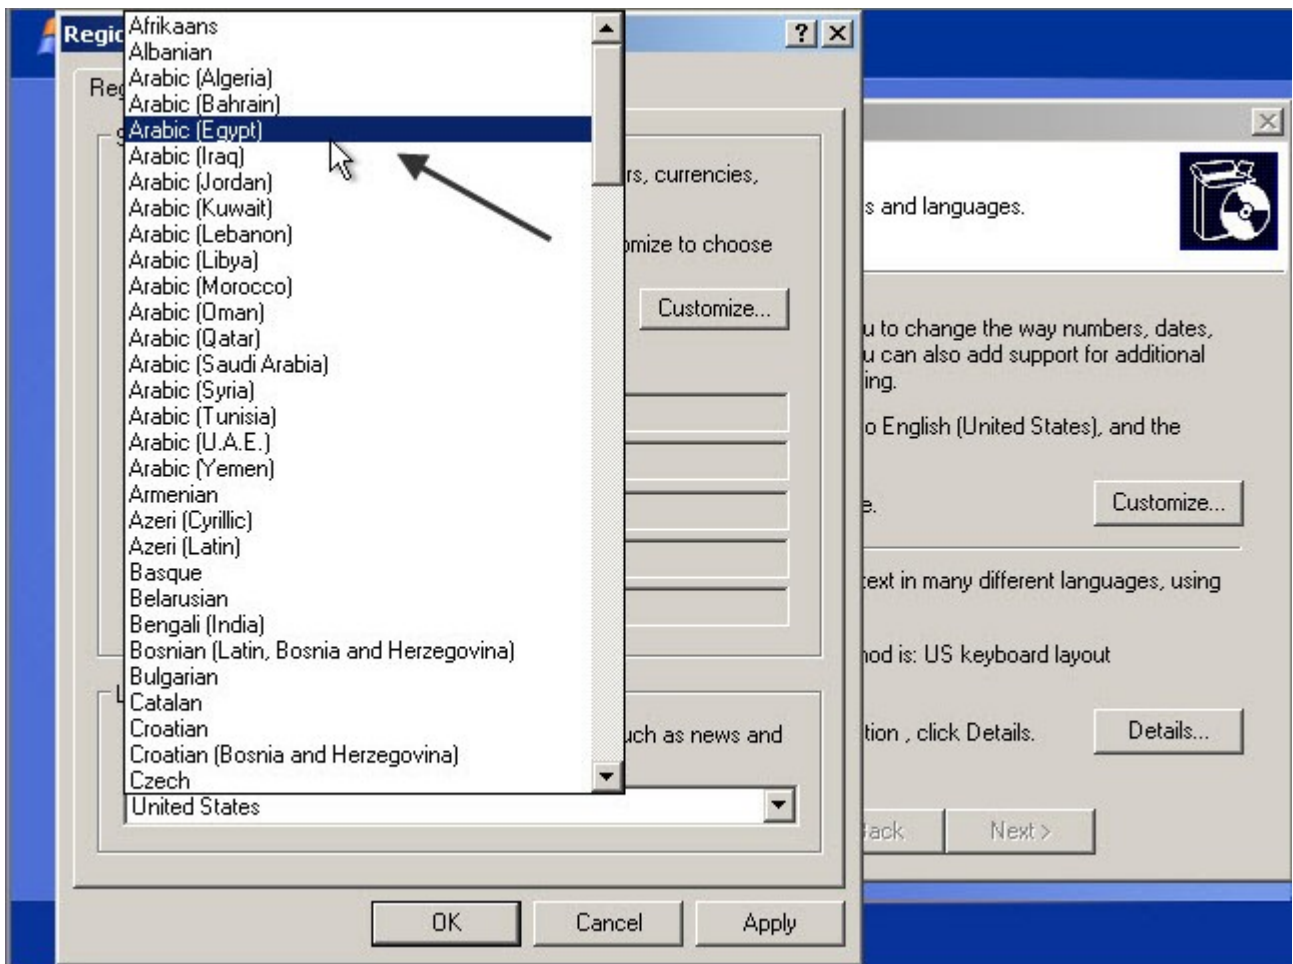 Regio
Afrikaans
Albanian
Arabic (Algeria)
Arabic (Bahrain)
Arabic (Egypt)
Arabic (Iraq)
Arabic (Jordan)
Arabic (Kuwait)
Arabic (Lebanon)
Arabic (Libya)
Arabic (Morocco)
Arabic (Oman)
Arabic (Qatar)
Arabic (Saudi Arabia)
Arabic (Syria)
Arabic (Tunisia)
Arabic (U.A.E.)
Arabic (Yemen)
Armenian
Azeri (Cyrillic)
Azeri (Latin)
Basque
Belarusian
Bengali (India)
Bosnian (Latin, Bosnia and Herzegovina)
Bulgarian
Catalan
Croatian
Croatian (Bosnia and Herzegovina)
Czech
United States
rs, currencies,
omize to choose
Customize...
uch as news and
OK Cancel Apply
s and languages.
u to change the way numbers, dates,
u can also add support for additional
ing.
o English (United States), and the
e.
Customize...
text in many different languages, using
nod is: US keyboard layout
tion , click Details.
Details...
Back Next >